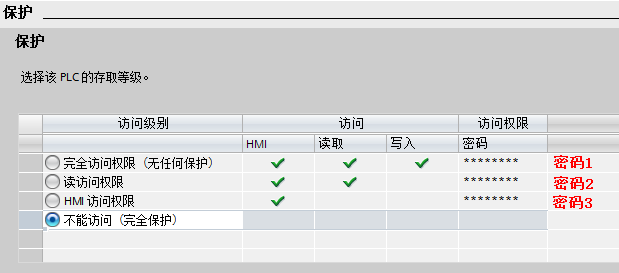 保护
保护
选择该 PLC 的存取等级。
访问级别 访问 访问权限
HMI 读取 写入 密码
完全访问权限（无任何保护） ******** 密码1
读访问权限 ******** 密码2
HMI 访问权限 ******** 密码3
不能访问（完全保护）